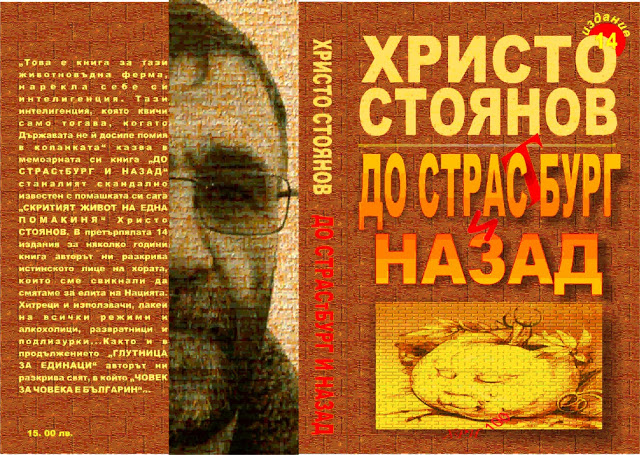 „Това е книга за тази
животновъдна ферма,
нарекла себе си
интелигенция. Тази
интелигенция, която квичи
само тогава, когато
Държавата не й досипе помия
в копанката" казва в
мемоарната си книга „ДО
СТРАСтБУРГ И НАЗАД"
станалият скандално
известен с помашката си сага
„СКРИТИЯТ ЖИВОТ НА ЕДНА
ПОМАКИНЯ" Христо
СТОЯНОВ. В претърпялата 14
издания за няколко години
книга авторът ни разкрива
истинското лице на хората,
които сме свикнали да
смятаме за елита на Нацията.
Хитреци и използвачи, лакеи
на всички режими и
алкохолици, развратници и
подлизурки...Както и в
продължението „ГЛУТНИЦА
ЗА ЕДИНАЦИ" авторът ни
разкрива свят, в който „ЧОВЕК
ЗА ЧОВЕКА Е БЪЛГАРИН"...
15. 00 лв.
ХРИСТО СТОЯНОВ
ДО СТРАСтБУРГ И НАЗАД
издание
14
ХРИСТО
СТОЯНОВ
ДО СТРАСТБУРГ
И
НАЗАД